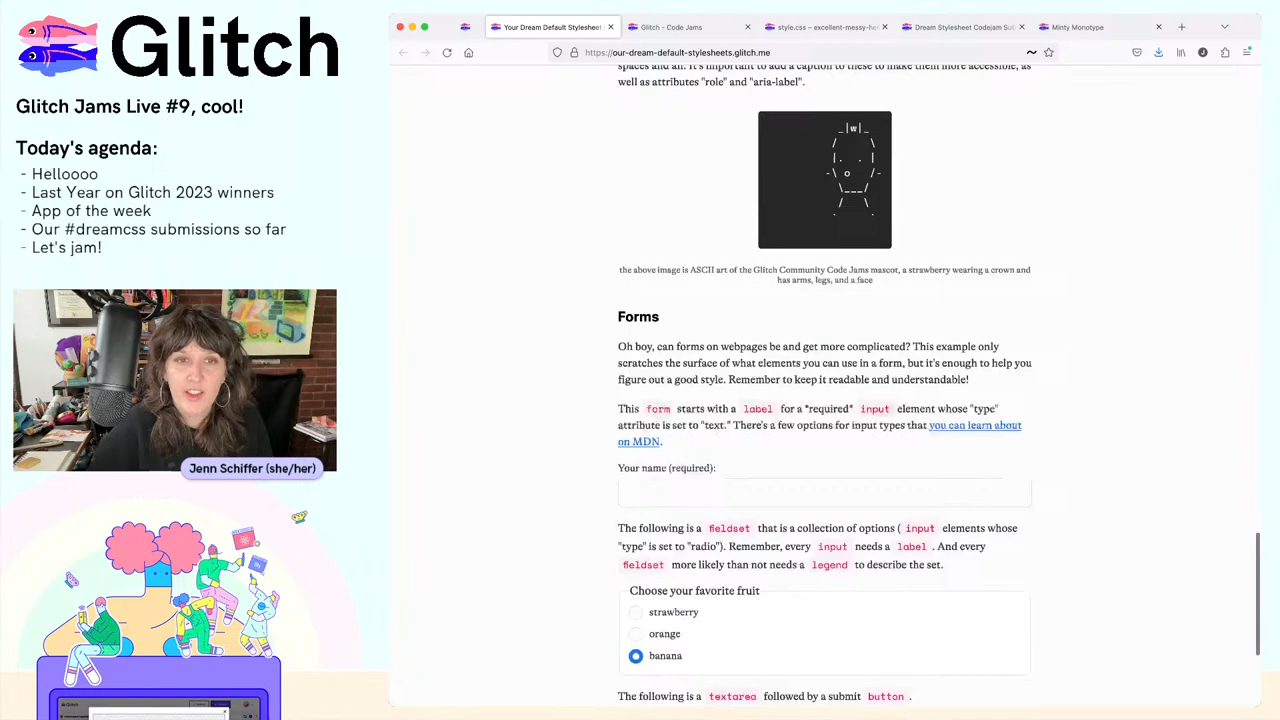 Glitch
Glitch Jams Live #9, cool!
Today's agenda:
- Helloooo
- Last Year on Glitch 2023 winners
- App of the week
- Our #dreamcss submissions so far
- Let's jam!
Jenn Schiffer (she/her)
Your Dream Default Stylesheet
Glitch – Code Jams
style.css – excellent-messy-he
Dream Stylesheet Codejam Sub
Minty Monotype
https://our-dream-default-stylesheets.glitch.me
spaces and all. It's important to add a caption to these to make them more accessible, as
well as attributes "role" and "aria-label".
_|w|_
/ \
|. . |
-\ o /-
\___/
/ \
. .
the above image is ASCII art of the Glitch Community Code Jams mascot, a strawberry wearing a crown and
has arms, legs, and a face
Forms
Oh boy, can forms on webpages be and get more complicated? This example only
scratches the surface of what elements you can use in a form, but it's enough to help you
figure out a good style. Remember to keep it readable and understandable!
This form starts with a label for a *required* input element whose "type"
attribute is set to "text." There's a few options for input types that you can learn about
on MDN.
Your name (required):
The following is a fieldset that is a collection of options ( input elements whose
"type" is set to "radio"). Remember, every input needs a label . And every
fieldset more likely than not needs a legend to describe the set.
Choose your favorite fruit
strawberry
orange
banana
The following is a textarea followed by a submit button .